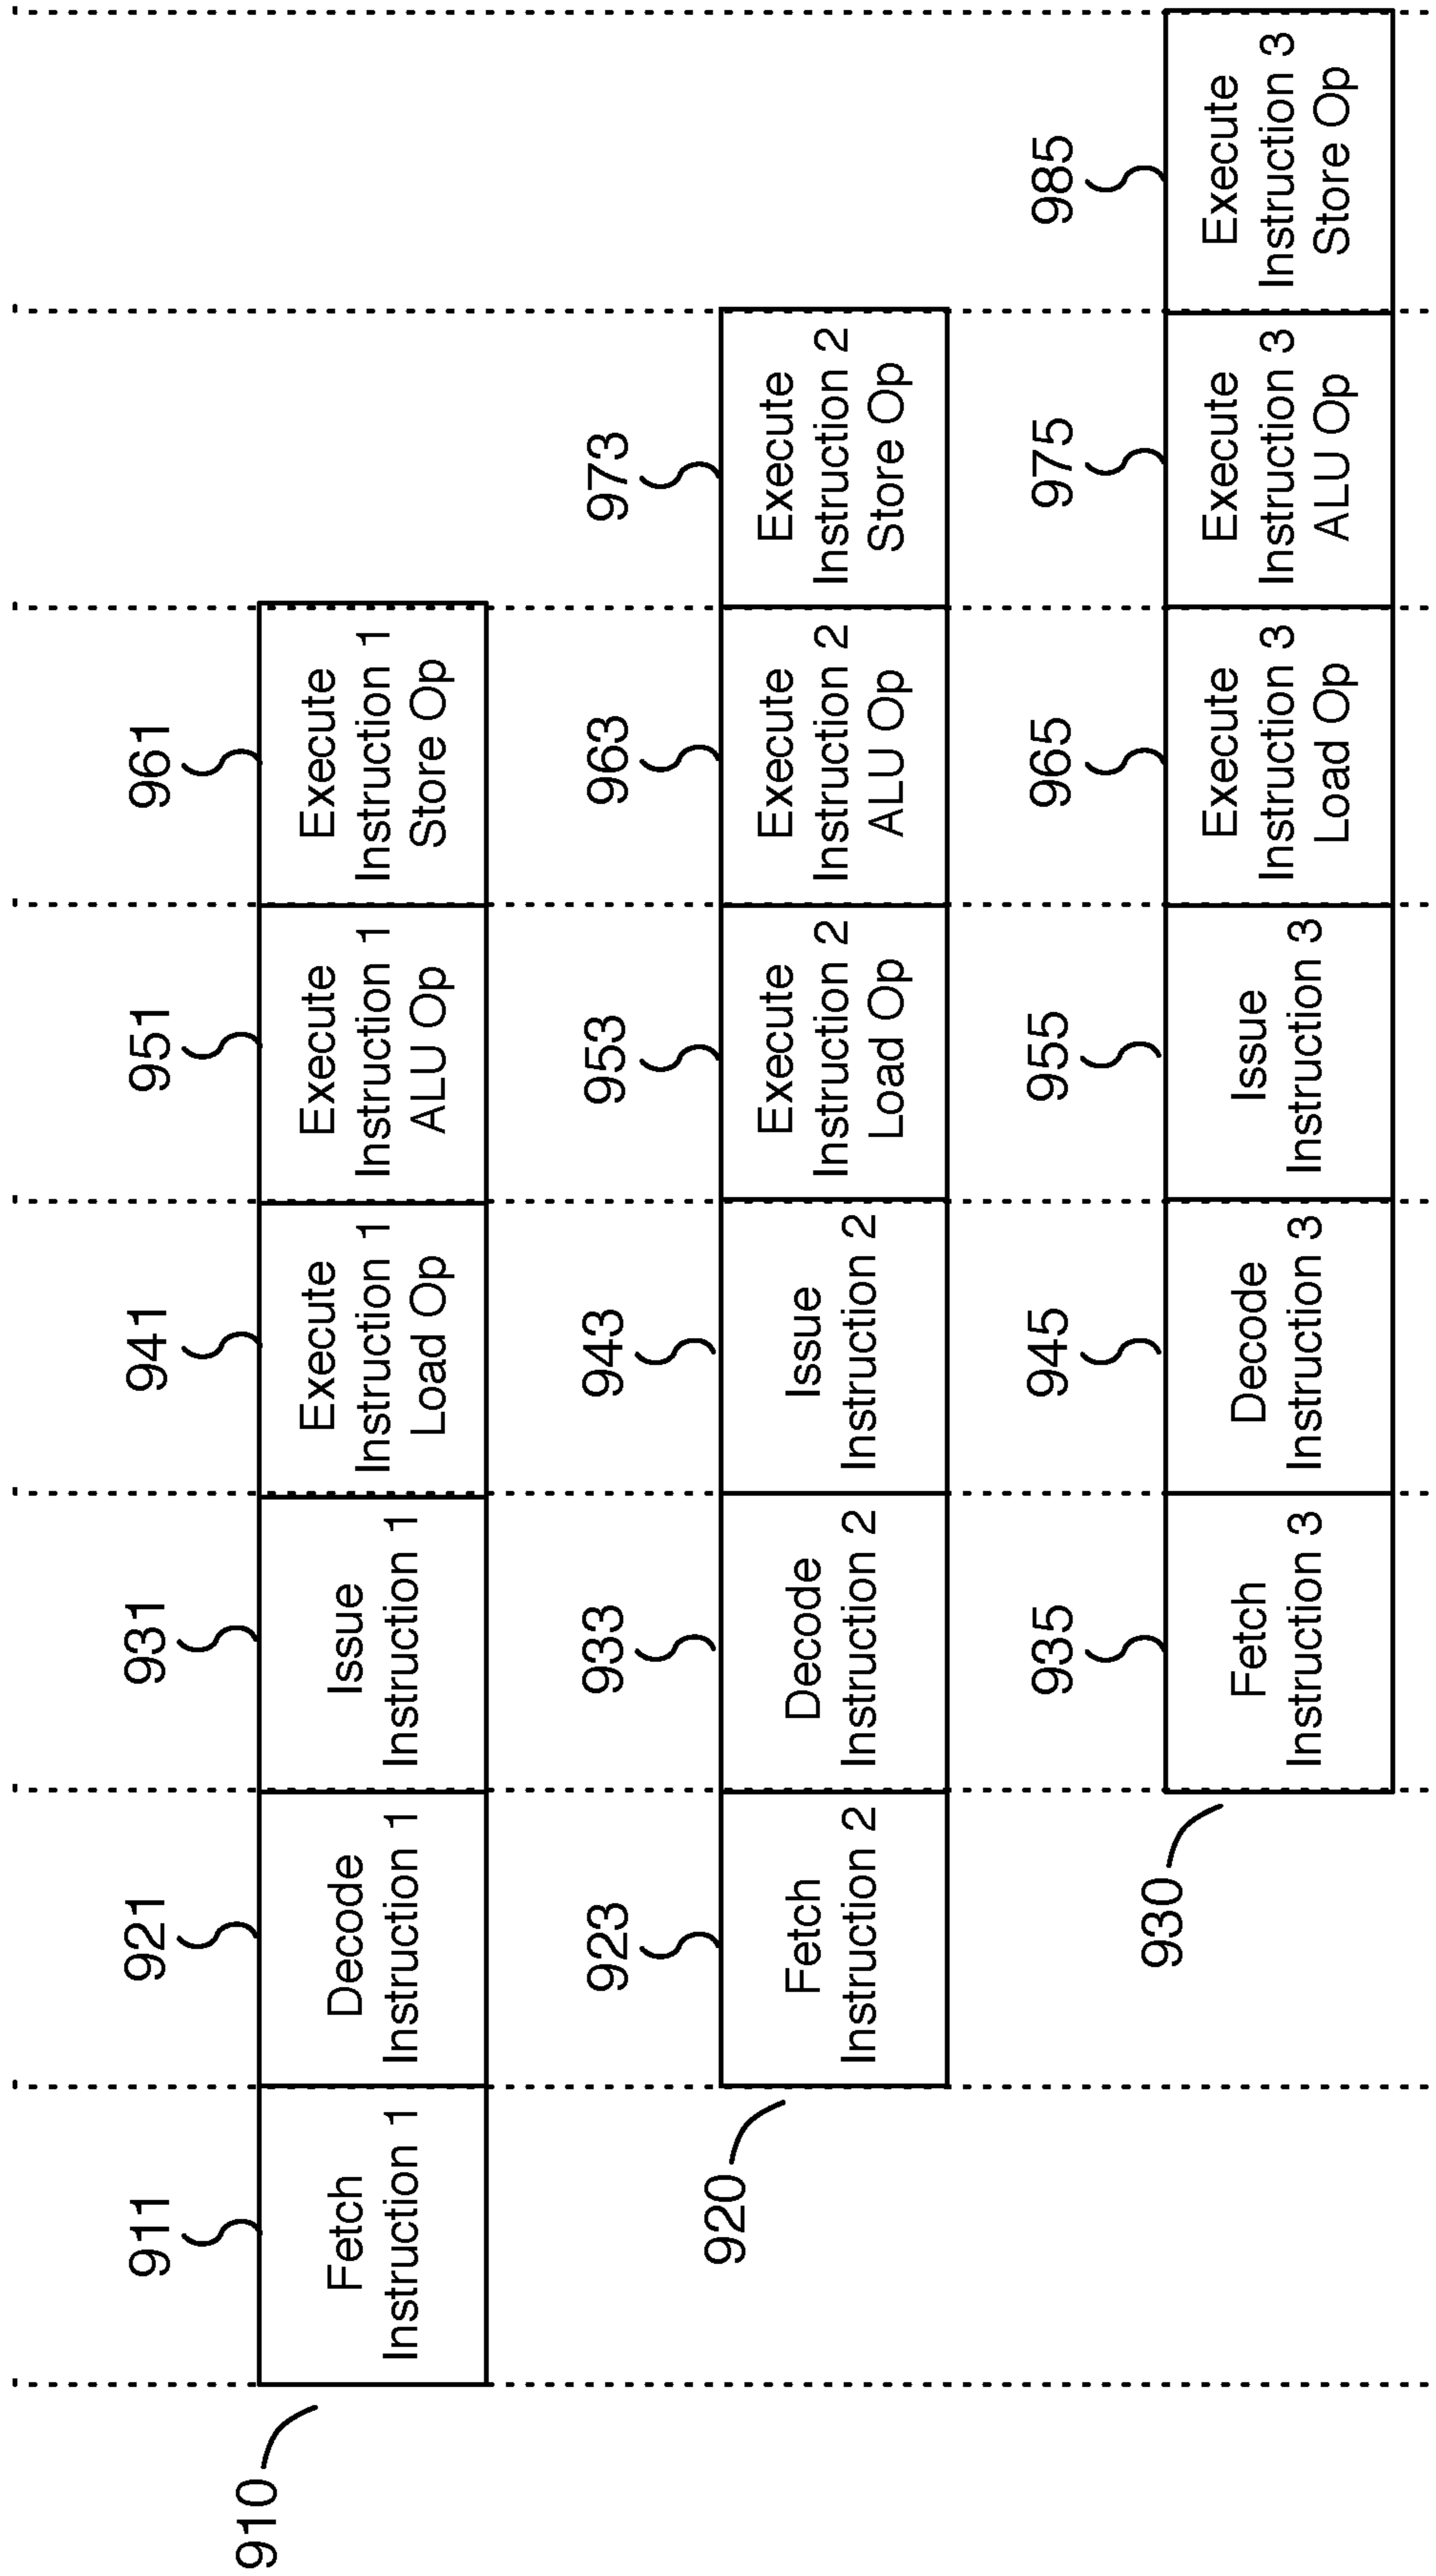 911
921
931
941
951
961
910
Fetch
Instruction 1
Decode
Instruction 1
Issue
Instruction 1
Execute
Instruction 1
Load Op
Execute
Instruction 1
ALU Op
Execute
Instruction 1
Store Op
923
933
943
953
963
973
920
Fetch
Instruction 2
Decode
Instruction 2
Issue
Instruction 2
Execute
Instruction 2
Load Op
Execute
Instruction 2
ALU Op
Execute
Instruction 2
Store Op
935
945
955
965
975
985
930
Fetch
Instruction 3
Decode
Instruction 3
Issue
Instruction 3
Execute
Instruction 3
Load Op
Execute
Instruction 3
ALU Op
Execute
Instruction 3
Store Op